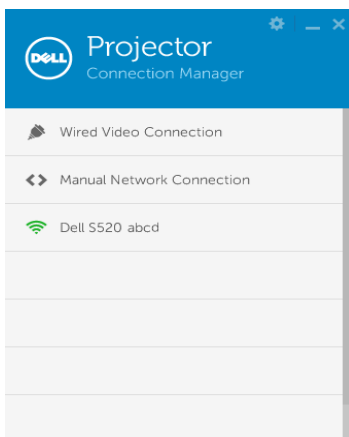 DELL
Projector
Connection Manager
Wired Video Connection
Manual Network Connection
Dell S520 abcd